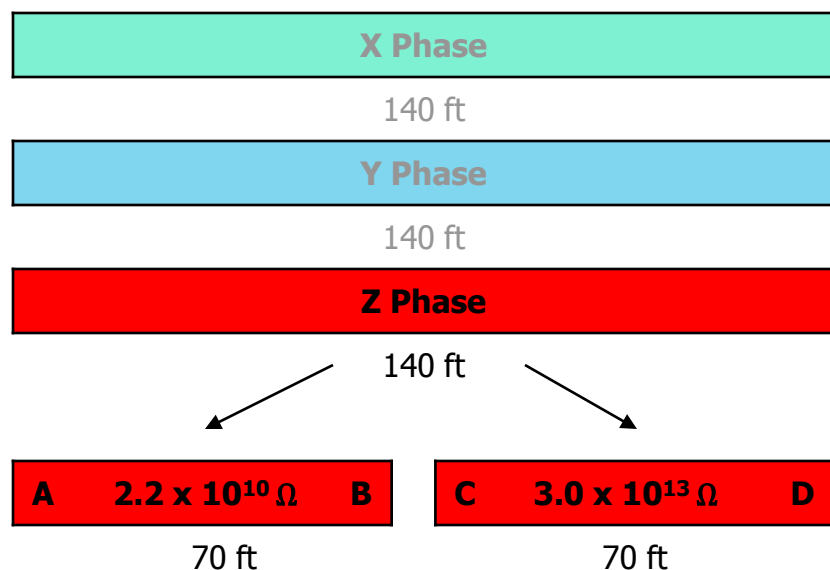 X Phase
140 ft
Y Phase
140 ft
Z Phase
140 ft
A 2.2 x 10¹⁰ Ω B C 3.0 x 10¹³ Ω D
70 ft 70 ft